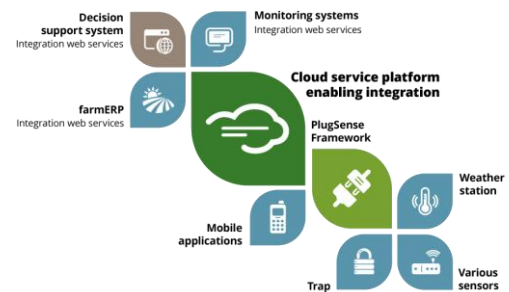 Decision
support system
Integration web services
Monitoring systems
Integration web services
Cloud service platform
enabling integration
farmERP
Integration web services
PlugSense
Framework
Weather
station
Mobile
applications
Trap
Various
sensors